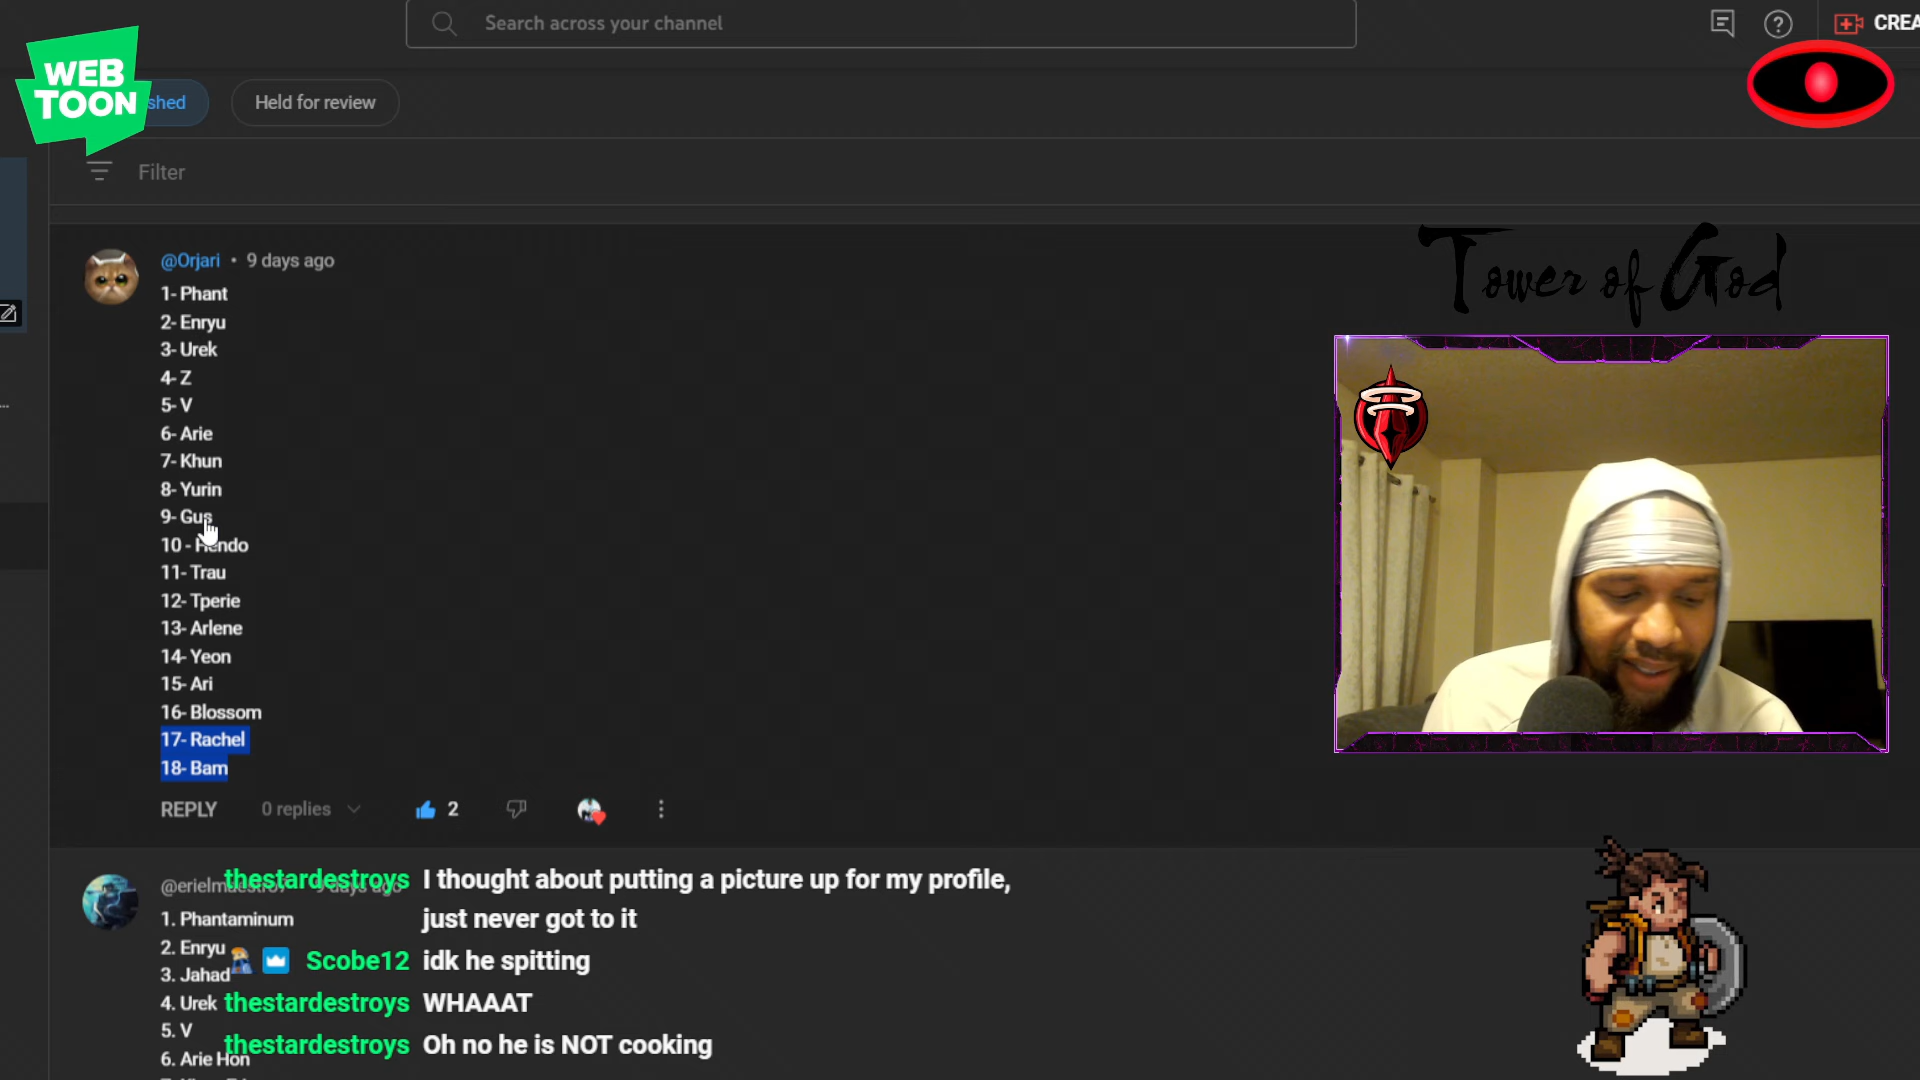 Search across your channel
CREA
WEB
TOON
shed
Held for review
Filter
Tower of God
@Orjari • 9 days ago
1- Phant
2- Enryu
3- Urek
4- Z
5- V
6- Arie
7- Khun
8- Yurin
9- Gus
10 - Hendo
11- Trau
12- Tperie
13- Arlene
14- Yeon
15- Ari
16- Blossom
17- Rachel
18- Bam
REPLY
0 replies
2
thestardestroys I thought about putting a picture up for my profile,
just never got to it
1. Phantaminum
2. Enryu
Scobe12 idk he spitting
3. Jahad
4. Urek
thestardestroys WHAAAT
5. V
thestardestroys Oh no he is NOT cooking
6. Arie Hon